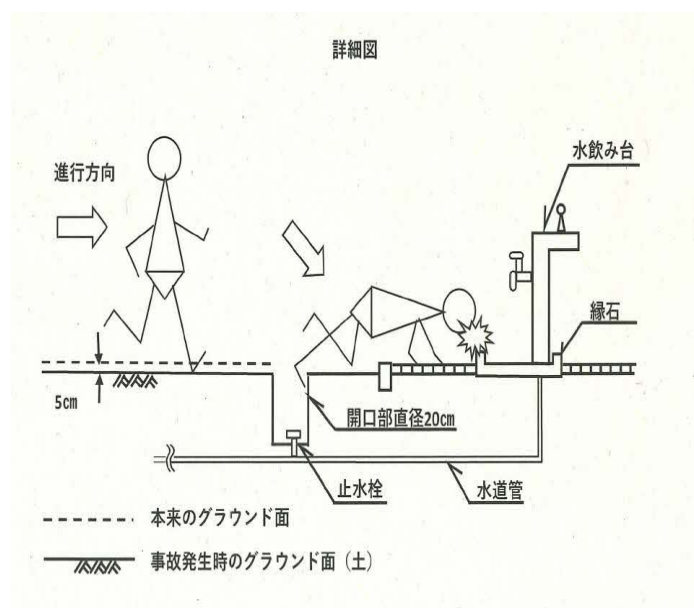 詳細図
水飲み台
進行方向
縁石
5cm
開口部直径20cm
止水栓
水道管
本来のグラウンド面
事故発生時のグラウンド面（土）